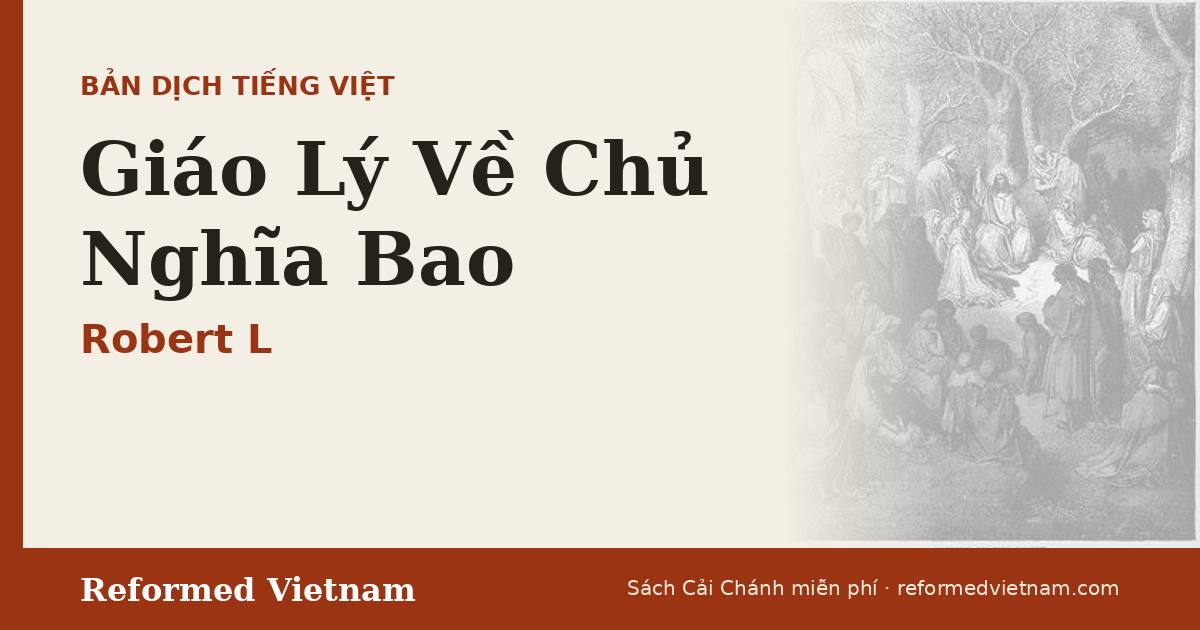 BẢN DỊCH TIẾNG VIỆT
Giáo Lý Về Chủ
Nghĩa Bao
Robert L
Reformed Vietnam
Sách Cải Chánh miễn phí · reformedvietnam.com